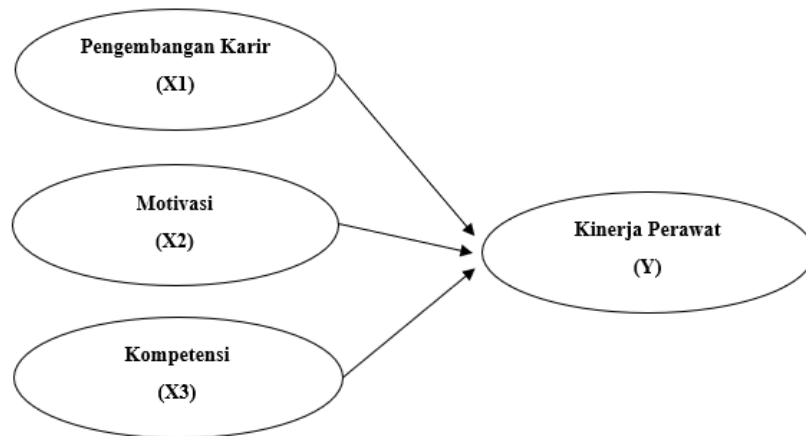 Pengembangan Karir
(X1)
Motivasi
(X2)
Kompetensi
(X3)
Kinerja Perawat
(Y)